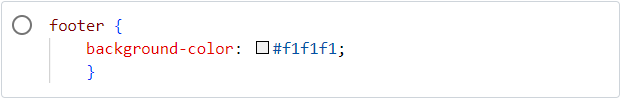 footer {
background-color: #f1f1f1;
}